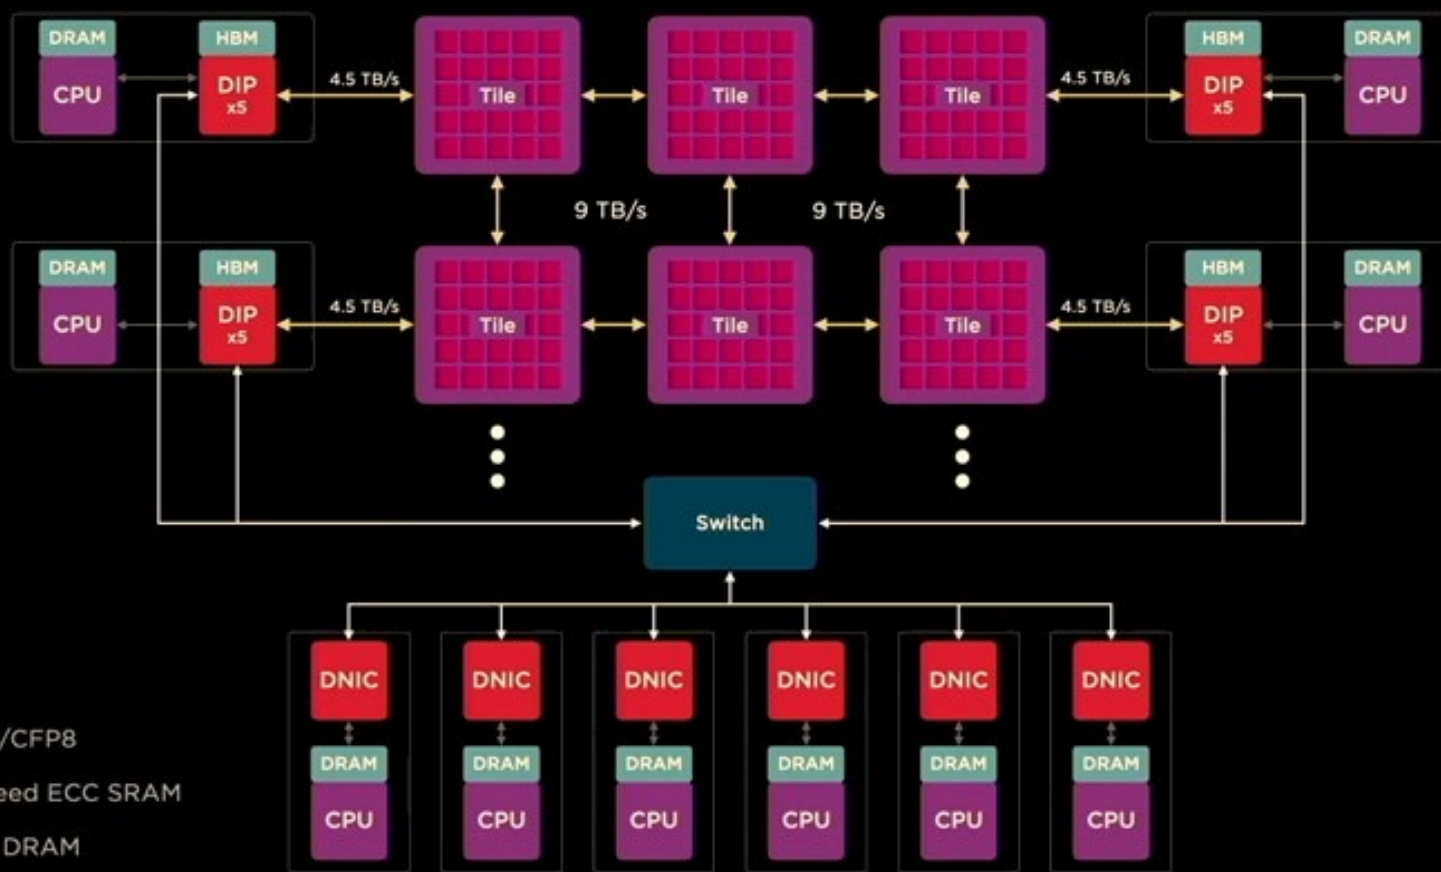 DRAM HBM HBM DRAM
CPU DIP x5 4.5 TB/s Tile Tile Tile 4.5 TB/s DIP x5 CPU
9 TB/s 9 TB/s
DRAM HBM HBM DRAM
CPU DIP x5 4.5 TB/s Tile Tile Tile 4.5 TB/s DIP x5 CPU
Switch
DNIC DNIC DNIC DNIC DNIC DNIC
/CFP8
DRAM DRAM DRAM DRAM DRAM DRAM
eed ECC SRAM
CPU CPU CPU CPU CPU CPU
DRAM